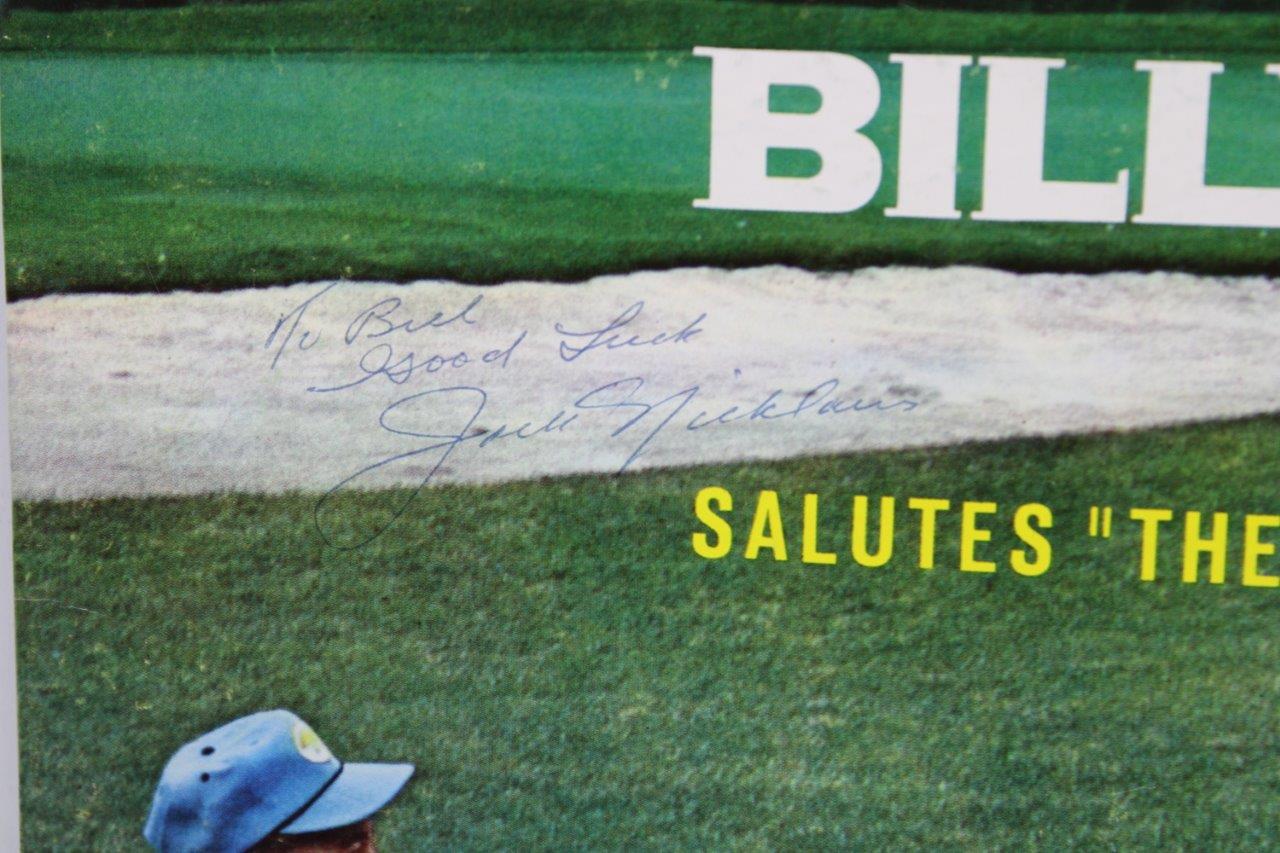 BILL
To Bill
Good Luck
Jack Nicklaus
SALUTES "THE